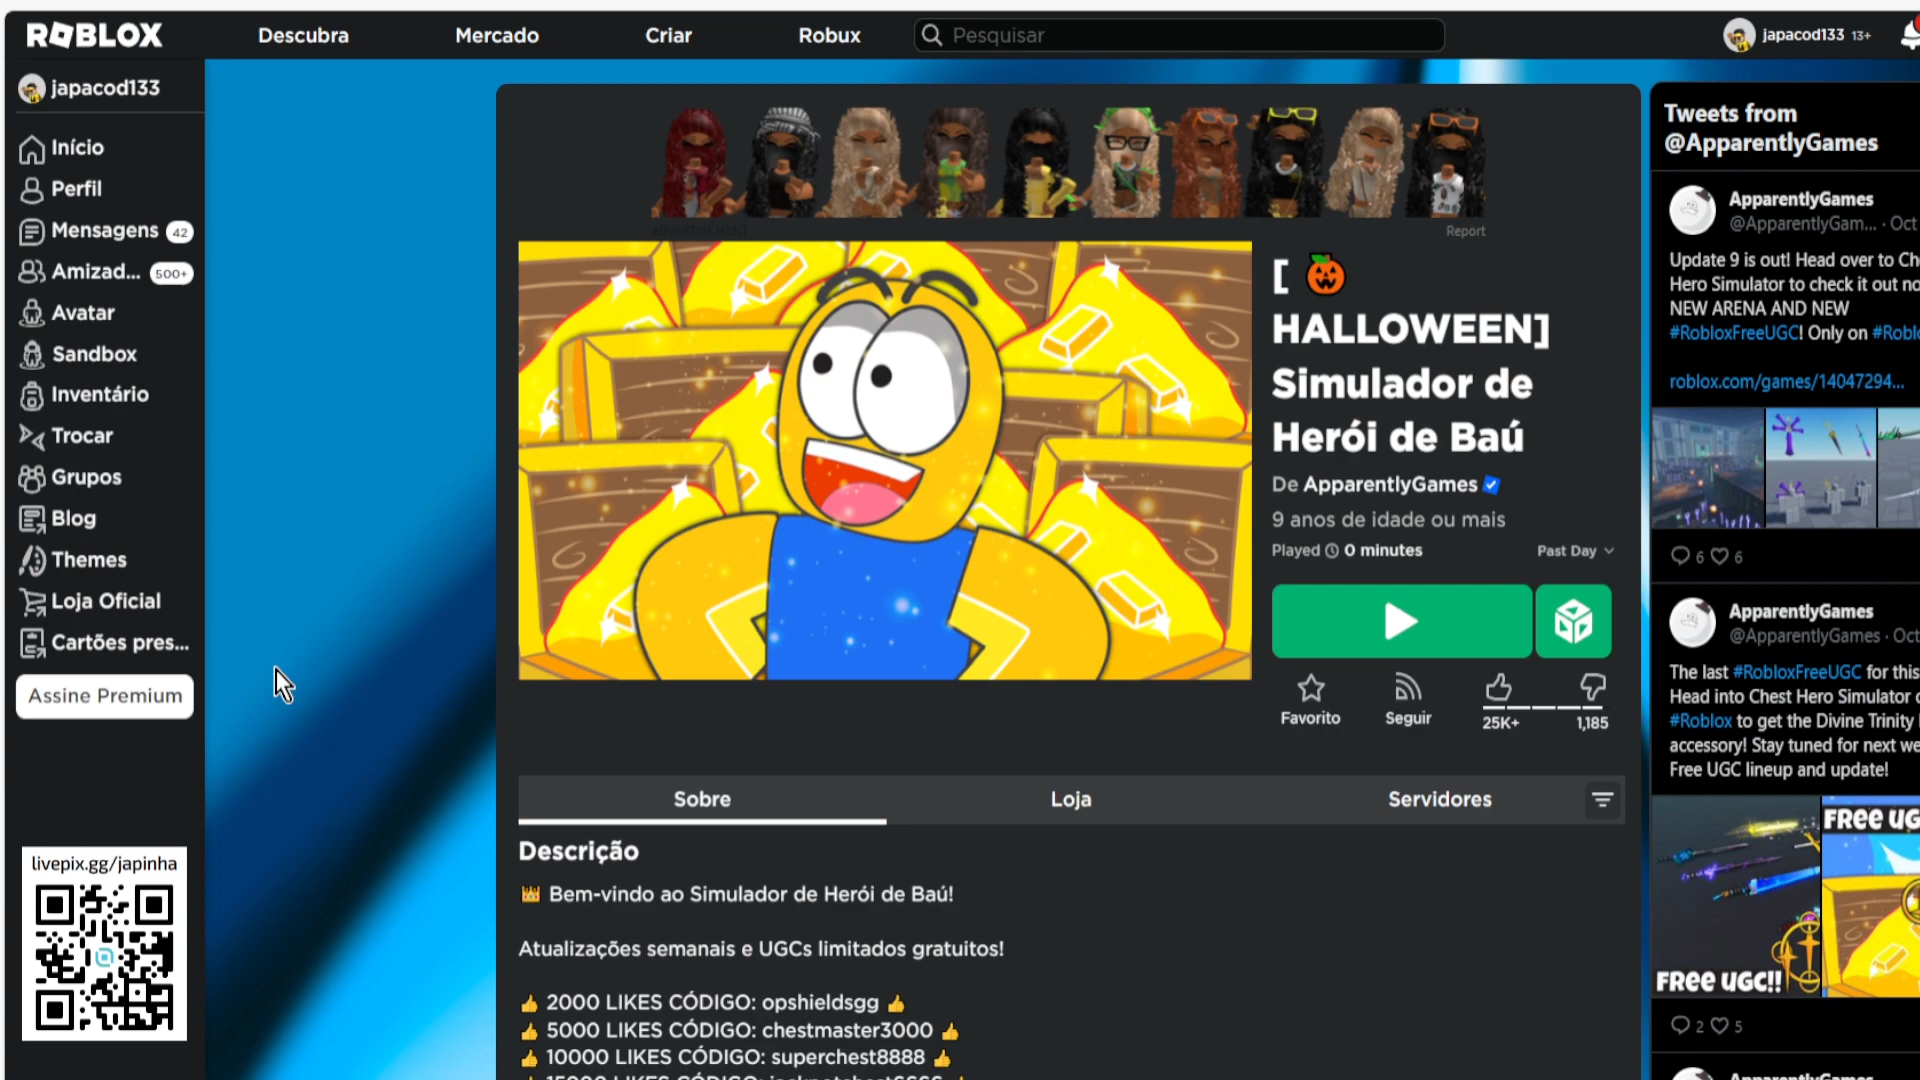 ROBLOX
Descubra
Mercado
Criar
Robux
Pesquisar
japacod133 13+
japacod133
Início
Perfil
Mensagens 42
Amizad... 500+
Avatar
Sandbox
Inventário
Trocar
Grupos
Blog
Themes
Loja Oficial
Cartões pres...
Assine Premium
livepix.gg/japinha
ADVERTISEMENT
Report
[🎃
HALLOWEEN]
Simulador de
Herói de Baú
De ApparentlyGames
9 anos de idade ou mais
Played 0 minutes
Past Day
Favorito
Seguir
25K+
1,185
Sobre
Loja
Servidores
Descrição
👑 Bem-vindo ao Simulador de Herói de Baú!
Atualizações semanais e UGCs limitados gratuitos!
👍 2000 LIKES CÓDIGO: opshieldsgg 👍
👍 5000 LIKES CÓDIGO: chestmaster3000 👍
👍 10000 LIKES CÓDIGO: superchest8888 👍
Tweets from
@ApparentlyGames
ApparentlyGames
@ApparentlyGam... · Oct
Update 9 is out! Head over to
Hero Simulator to check it out
NEW ARENA AND NEW
#RobloxFreeUGC! Only on
roblox.com/games/14047294...
6 6
ApparentlyGames
@ApparentlyGames · Oct
The last #RobloxFreeUGC for this
Head into Chest Hero Simulator
#Roblox to get the Divine Trinity
accessory! Stay tuned for next
Free UGC lineup and update!
FREE UGC!!
FREE
2 5